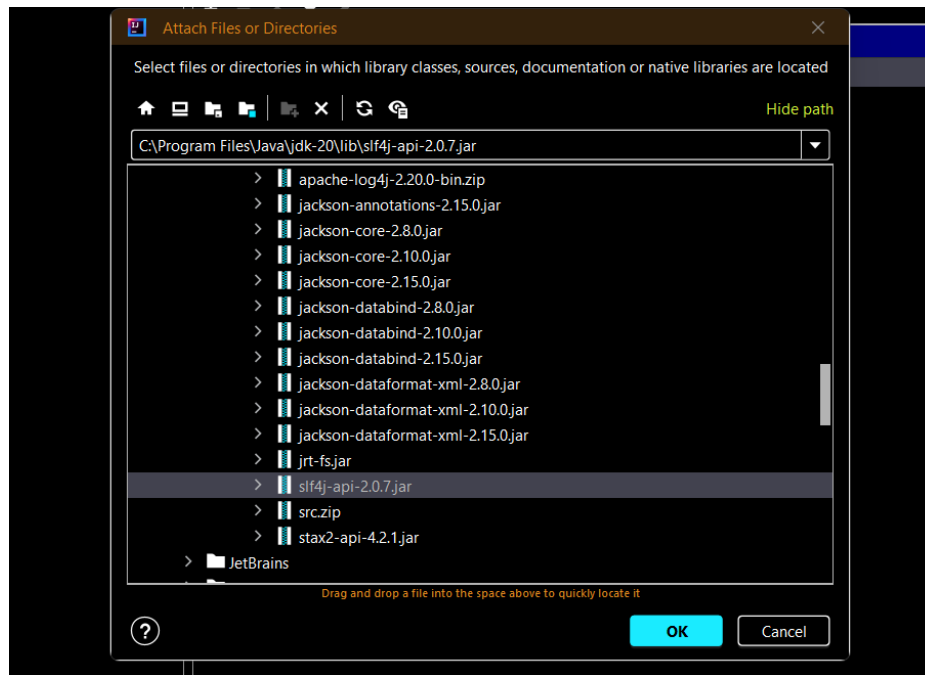 Attach Files or Directories
Select files or directories in which library classes, sources, documentation or native libraries are located
Hide path
C:\Program Files\Java\jdk-20\lib\slf4j-api-2.0.7.jar
apache-log4j-2.20.0-bin.zip
jackson-annotations-2.15.0.jar
jackson-core-2.8.0.jar
jackson-core-2.10.0.jar
jackson-core-2.15.0.jar
jackson-databind-2.8.0.jar
jackson-databind-2.10.0.jar
jackson-databind-2.15.0.jar
jackson-dataformat-xml-2.8.0.jar
jackson-dataformat-xml-2.10.0.jar
jackson-dataformat-xml-2.15.0.jar
jrt-fs.jar
slf4j-api-2.0.7.jar
src.zip
stax2-api-4.2.1.jar
JetBrains
Drag and drop a file into the space above to quickly locate it
?
OK
Cancel